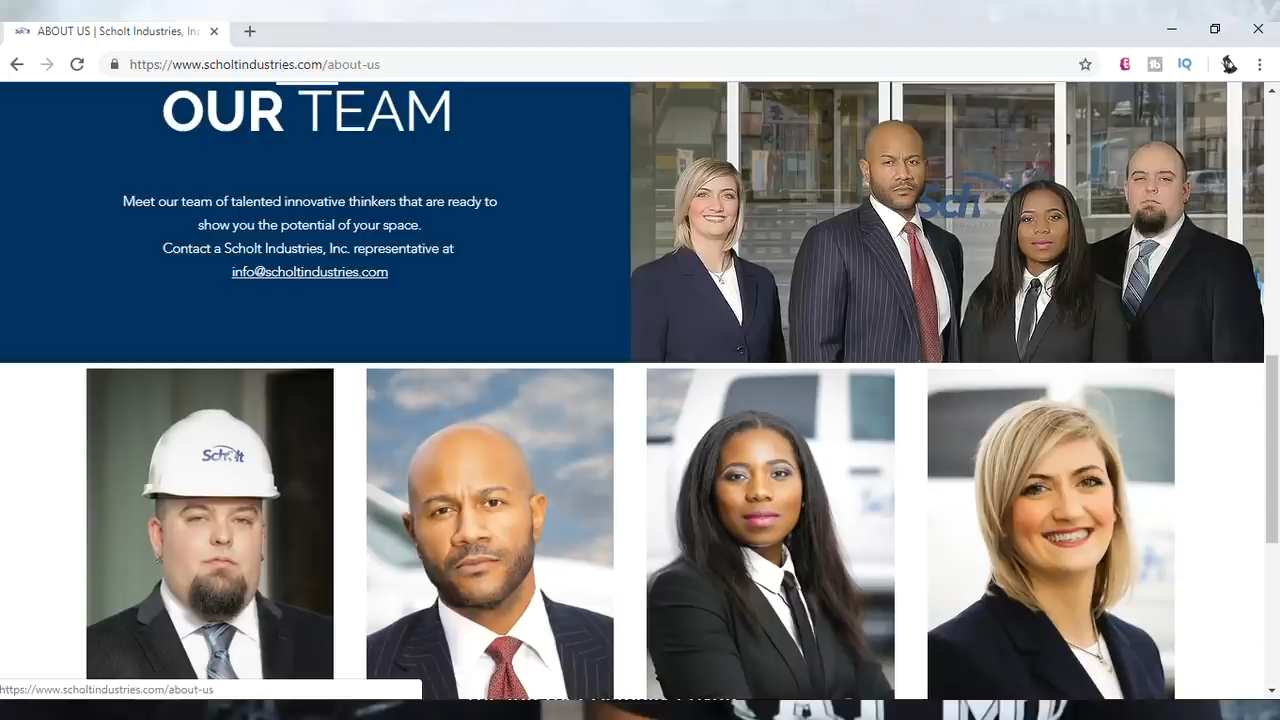 ABOUT US | Scholt Industries, Inc
https://www.scholtindustries.com/about-us
OUR TEAM
Meet our team of talented innovative thinkers that are ready to
show you the potential of your space.
Contact a Scholt Industries, Inc. representative at
info@scholtindustries.com
Scholt
https://www.scholtindustries.com/about-us